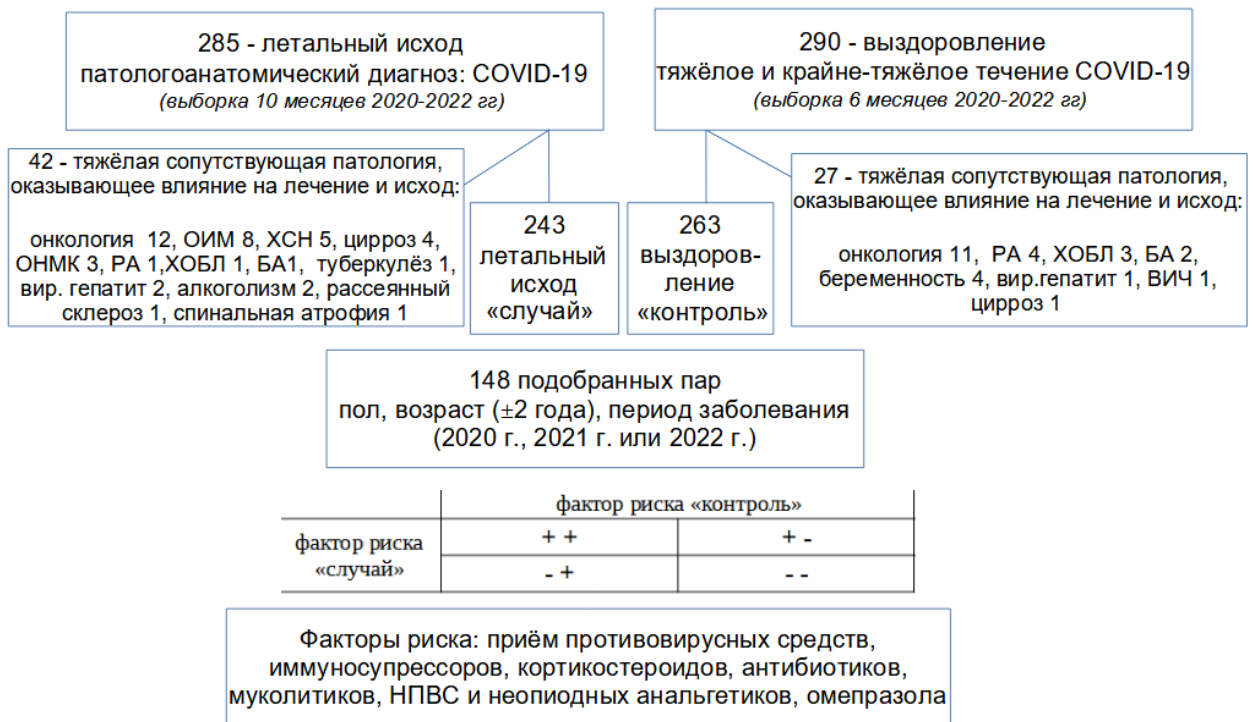 285 - летальный исход
патологоанатомический диагноз: COVID-19
(выборка 10 месяцев 2020-2022 гг)
290 - выздоровление
тяжёлое и крайне-тяжёлое течение COVID-19
(выборка 6 месяцев 2020-2022 гг)
42 - тяжёлая сопутствующая патология,
оказывающее влияние на лечение и исход:
онкология 12, ОИМ 8, ХСН 5, цирроз 4,
ОНМК 3, РА 1,ХОБЛ 1, БА1, туберкулёз 1,
вир. гепатит 2, алкоголизм 2, рассеянный
склероз 1, спинальная атрофия 1
243
летальный
исход
«случай»
263
выздоров-
ление
«контроль»
27 - тяжёлая сопутствующая патология,
оказывающее влияние на лечение и исход:
онкология 11, РА 4, ХОБЛ 3, БА 2,
беременность 4, вир.гепатит 1, ВИЧ 1,
цирроз 1
148 подобранных пар
пол, возраст (±2 года), период заболевания
(2020 г., 2021 г. или 2022 г.)
фактор риска «контроль»
фактор риска
«случай»
+ + + -
- + - -
Факторы риска: приём противовирусных средств,
иммуносупрессоров, кортикостероидов, антибиотиков,
муколитиков, НПВС и неопиодных анальгетиков, омепразола